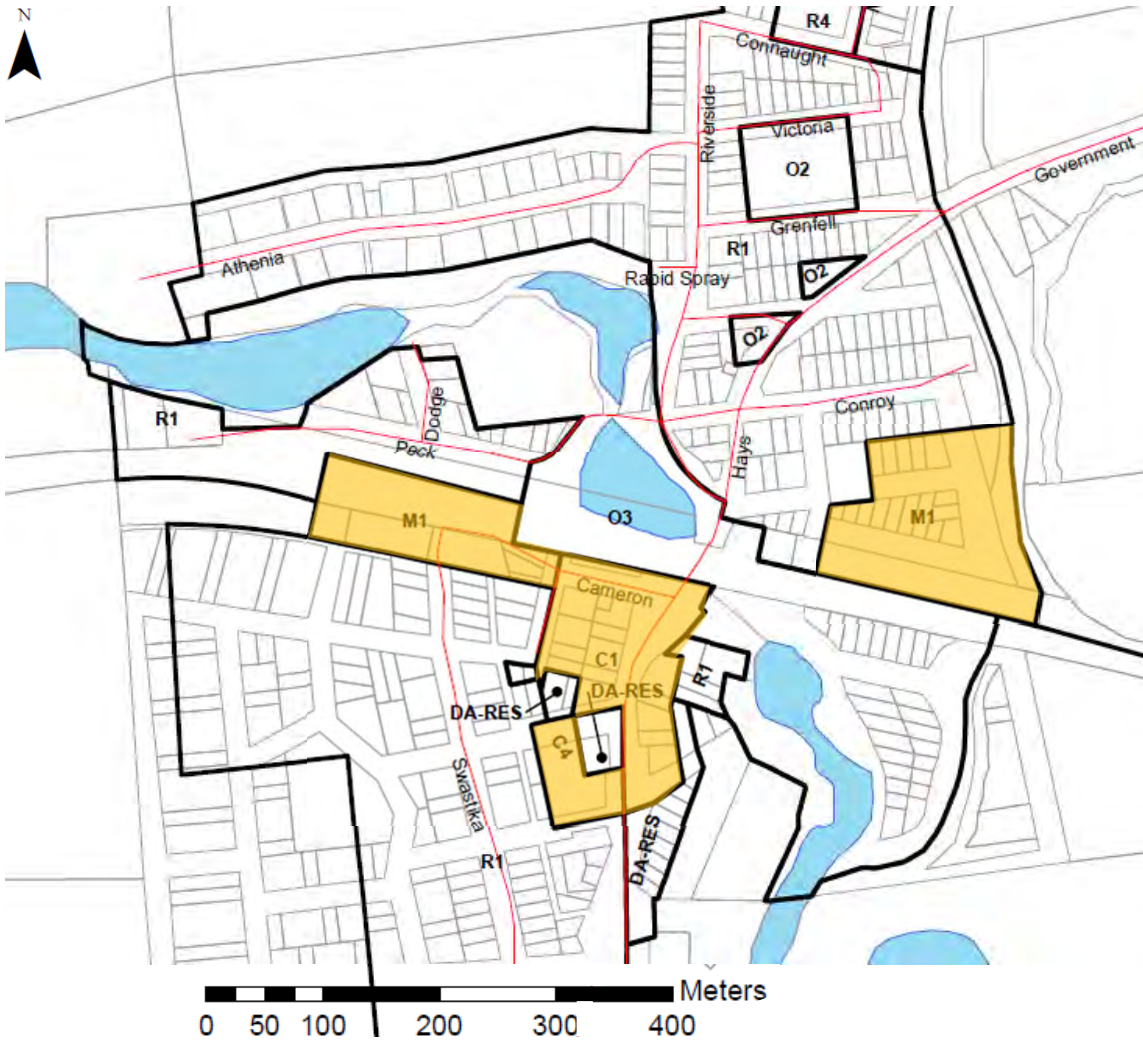 N
R4
Connaught
Riverside
Victoria
Government
O2
Grenfell
R1
Athenia
O2
Rapid Spray
O2
Conroy
R1
Dodge
Peck
Hays
M1
O3
M1
Cameron
C1
R1
DA-RES
DA-RES
C4
Swastika
DA-RES
R1
Meters
0 50 100 200 300 400